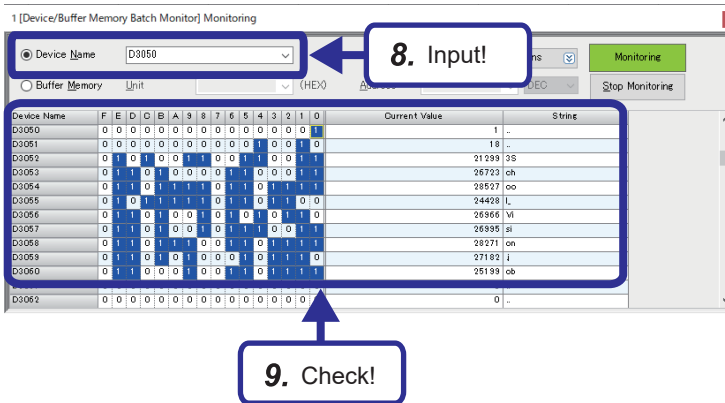 1 [Device/Buffer Memory Batch Monitor] Monitoring
Device Name D3050 8. Input! ns Monitoring
Buffer Memory Unit (HEX) DEC Stop Monitoring
Device Name F E D C B A 9 8 7 6 5 4 3 2 1 0 Current Value String
D3050 0 0 0 0 0 0 0 0 0 0 0 0 0 0 0 1 1 ..
D3051 0 0 0 0 0 0 0 0 0 0 0 1 0 0 1 0 18 ..
D3052 0 1 0 1 0 0 1 1 0 0 1 1 0 0 1 1 21299 3S
D3053 0 1 1 0 1 0 0 0 0 1 1 0 0 0 1 1 26723 ch
D3054 0 1 1 0 1 1 1 1 0 1 1 0 1 1 1 1 28527 oo
D3055 0 1 0 1 1 1 1 1 0 1 1 0 1 1 0 0 24428 l_
D3056 0 1 1 0 1 0 0 1 0 1 0 1 0 1 1 0 26966 Vi
D3057 0 1 1 0 1 0 0 1 0 1 1 1 0 0 1 1 26995 si
D3058 0 1 1 0 1 1 1 0 0 1 1 0 1 1 1 1 28271 on
D3059 0 1 1 0 1 0 1 0 0 0 1 0 1 1 1 0 27182 .j
D3060 0 1 1 0 0 0 1 0 0 1 1 0 1 1 1 1 25199 ob
D3062 0 0 0 0 0 0 0 0 0 0 0 0 0 0 0 0 0 ..
9. Check!